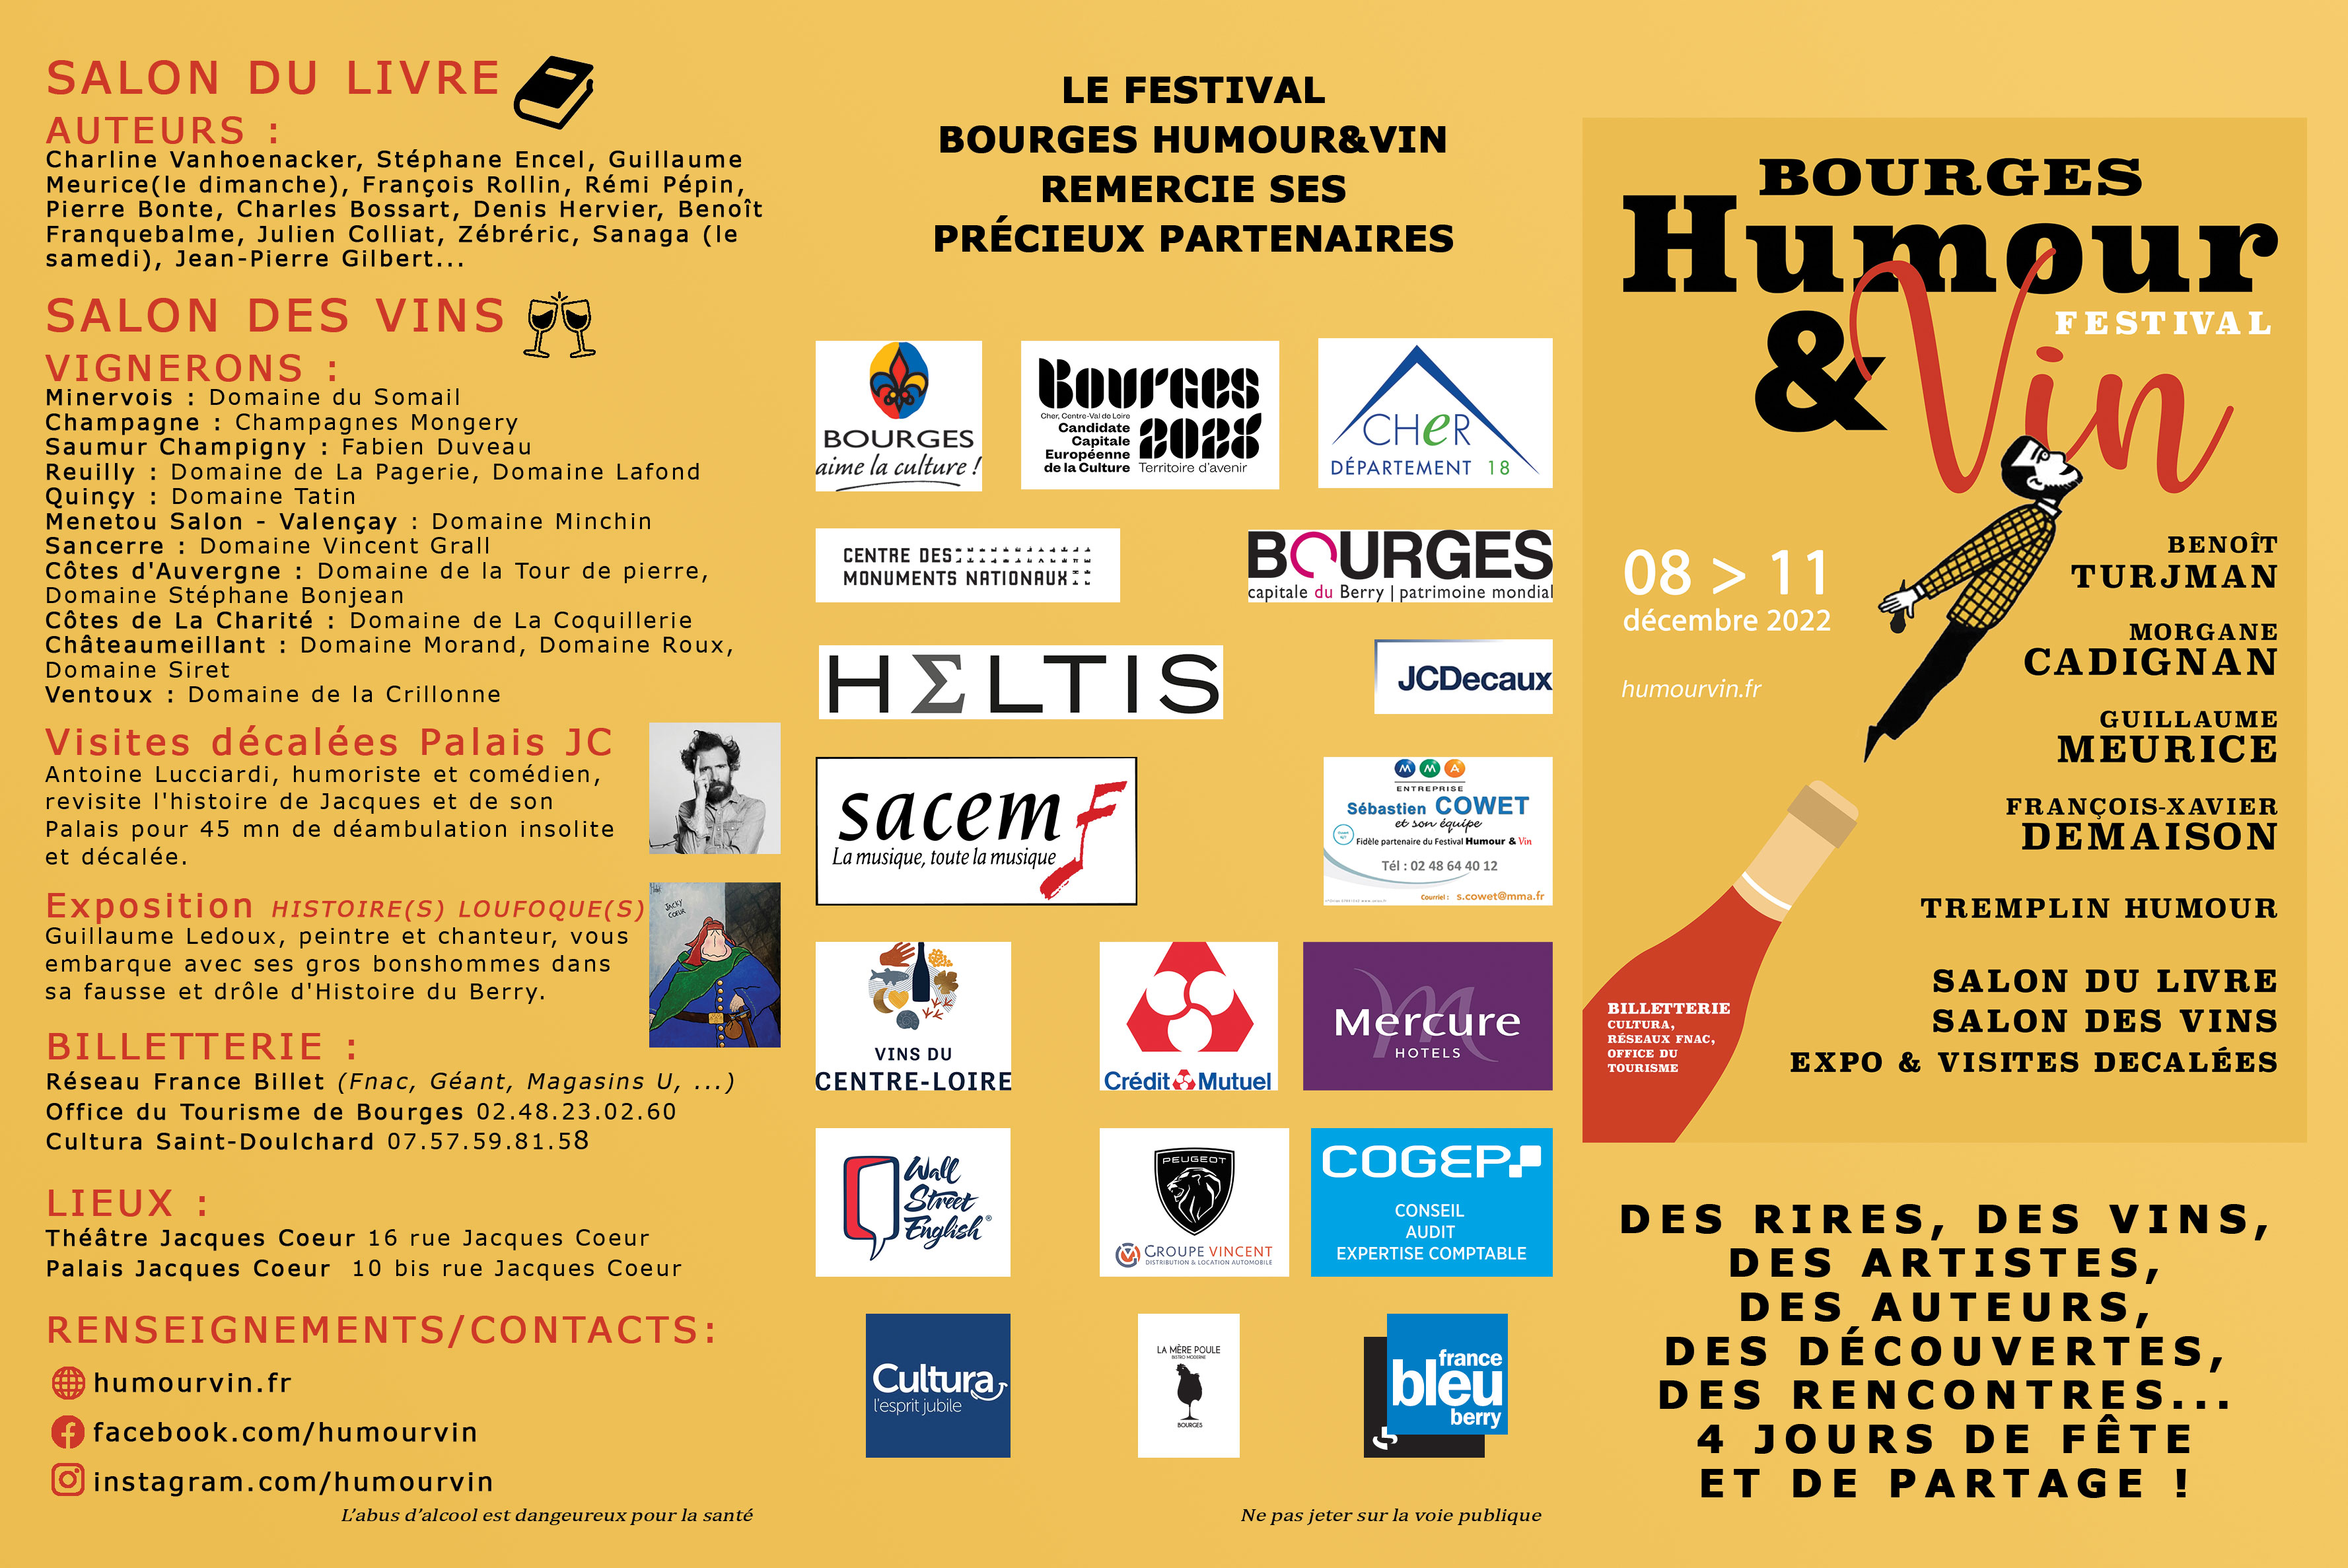 SALON DU LIVRE
AUTEURS :
Charline Vanhoenacker, Stéphane Encel, Guillaume
Meurice(le dimanche), François Rollin, Rémi Pépin,
Pierre Bonte, Charles Bossart, Denis Hervier, Benoît
Franquebalme, Julien Colliat, Zébréric, Sanaga (le
samedi), Jean-Pierre Gilbert...
SALON DES VINS
VIGNERONS :
Minervois : Domaine du Somail
Champagne : Champagnes Mongery
Saumur Champigny : Fabien Duveau
Reuilly : Domaine de La Pagerie, Domaine Lafond
Quinçy : Domaine Tatin
Menetou Salon - Valençay : Domaine Minchin
Sancerre : Domaine Vincent Grall
Côtes d'Auvergne : Domaine de la Tour de pierre,
Domaine Stéphane Bonjean
Côtes de La Charité : Domaine de La Coquillerie
Châteaumeillant : Domaine Morand, Domaine Roux,
Domaine Siret
Ventoux : Domaine de la Crillonne
Visites décalées Palais JC
Antoine Lucciardi, humoriste et comédien,
revisite l'histoire de Jacques et de son
Palais pour 45 mn de déambulation insolite
et décalée.
Exposition HISTOIRE(S) LOUFOQUE(S)
Guillaume Ledoux, peintre et chanteur, vous
embarque avec ses gros bonshommes dans
sa fausse et drôle d'Histoire du Berry.
JACKY
COEUR
BILLETTERIE :
Réseau France Billet (Fnac, Géant, Magasins U, ...)
Office du Tourisme de Bourges 02.48.23.02.60
Cultura Saint-Doulchard 07.57.59.81.58
LIEUX :
Théâtre Jacques Coeur 16 rue Jacques Coeur
Palais Jacques Coeur 10 bis rue Jacques Coeur
RENSEIGNEMENTS/CONTACTS:
humourvin.fr
facebook.com/humourvin
instagram.com/humourvin
L'abus d'alcool est dangeureux pour la santé
LE FESTIVAL
BOURGES HUMOUR&VIN
REMERCIE SES
PRÉCIEUX PARTENAIRES
BOURGES
aime la culture !
Bourges
Cher, Centre-Val de Loire
Candidate
Capitale
Européenne
de la Culture
2028
Territoire d'avenir
CHeR
DÉPARTEMENT 18
CENTRE DES
MONUMENTS NATIONAUX
BOURGES
capitale du Berry | patrimoine mondial
HΣLTIS
JCDecaux
sacem
La musique, toute la musique
MMA
ENTREPRISE
Sébastien COWET
et son équipe
Fidèle partenaire du Festival Humour & Vin
Tél : 02 48 64 40 12
Courriel : s.cowet@mma.fr
VINS DU
CENTRE-LOIRE
Crédit Mutuel
Mercure
HOTELS
Wall
Street
English®
PEUGEOT
GROUPE VINCENT
DISTRIBUTION & LOCATION AUTOMOBILE
COGEP
CONSEIL
AUDIT
EXPERTISE COMPTABLE
Cultura
l'esprit jubile
LA MÈRE POULE
BISTRO MODERNE
BOURGES
france
bleu
berry
Ne pas jeter sur la voie publique
BOURGES
Humour
& Vin
FESTIVAL
08 > 11
décembre 2022
humourvin.fr
BENOÎT
TURJMAN
MORGANE
CADIGNAN
GUILLAUME
MEURICE
FRANÇOIS-XAVIER
DEMAISON
TREMPLIN HUMOUR
SALON DU LIVRE
SALON DES VINS
EXPO & VISITES DECALÉES
BILLETTERIE
CULTURA,
RÉSEAUX FNAC,
OFFICE DU
TOURISME
DES RIRES, DES VINS,
DES ARTISTES,
DES AUTEURS,
DES DÉCOUVERTES,
DES RENCONTRES...
4 JOURS DE FÊTE
ET DE PARTAGE !